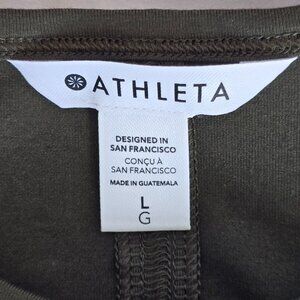 ATHLETA
DESIGNED IN
SAN FRANCISCO
CONÇU À
SAN FRANCISCO
MADE IN GUATEMALA
L
G